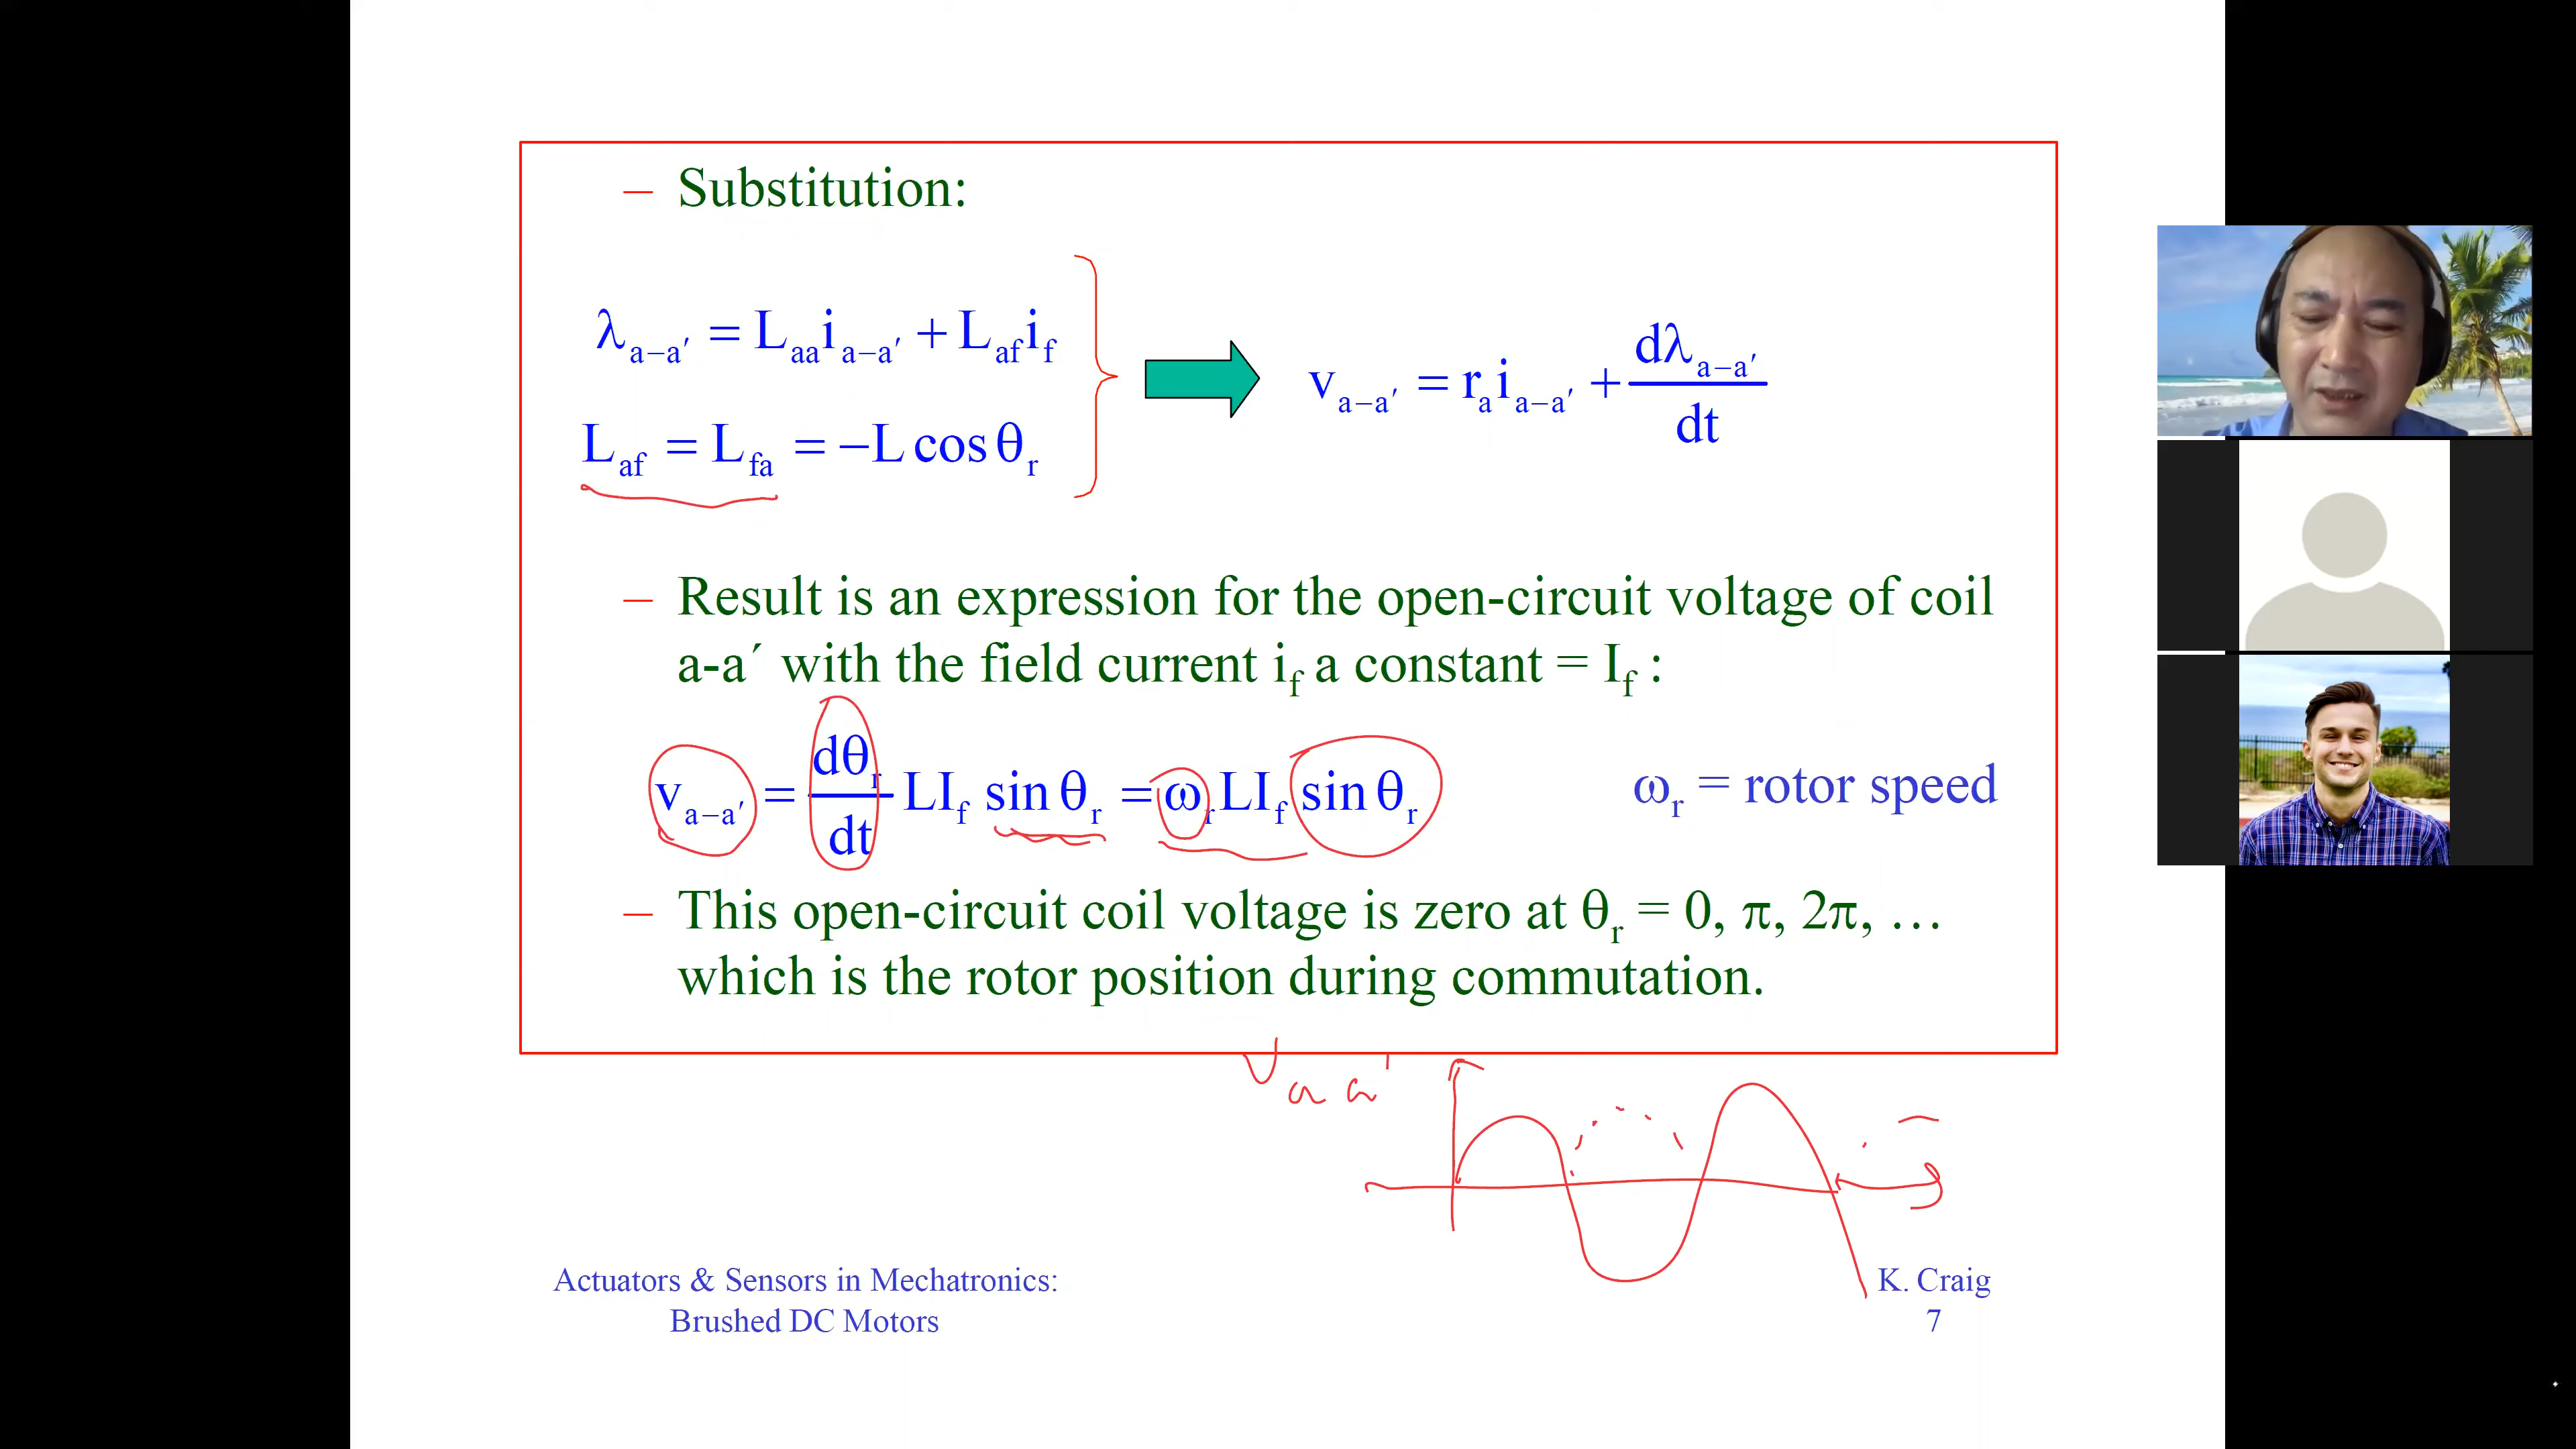 – Substitution:
λa−a′ = Laa ia−a′ + Laf if
Laf = Lfa = −L cos θr
va−a′ = ra ia−a′ + dλa−a′/dt
– Result is an expression for the open-circuit voltage of coil
a-a´ with the field current if a constant = If :
va−a′ = dθr/dt LIf sin θr = ωr LIf sin θr
ωr = rotor speed
– This open-circuit coil voltage is zero at θr = 0, π, 2π, …
which is the rotor position during commutation.
Vaa'
Actuators & Sensors in Mechatronics:
Brushed DC Motors
K. Craig
7